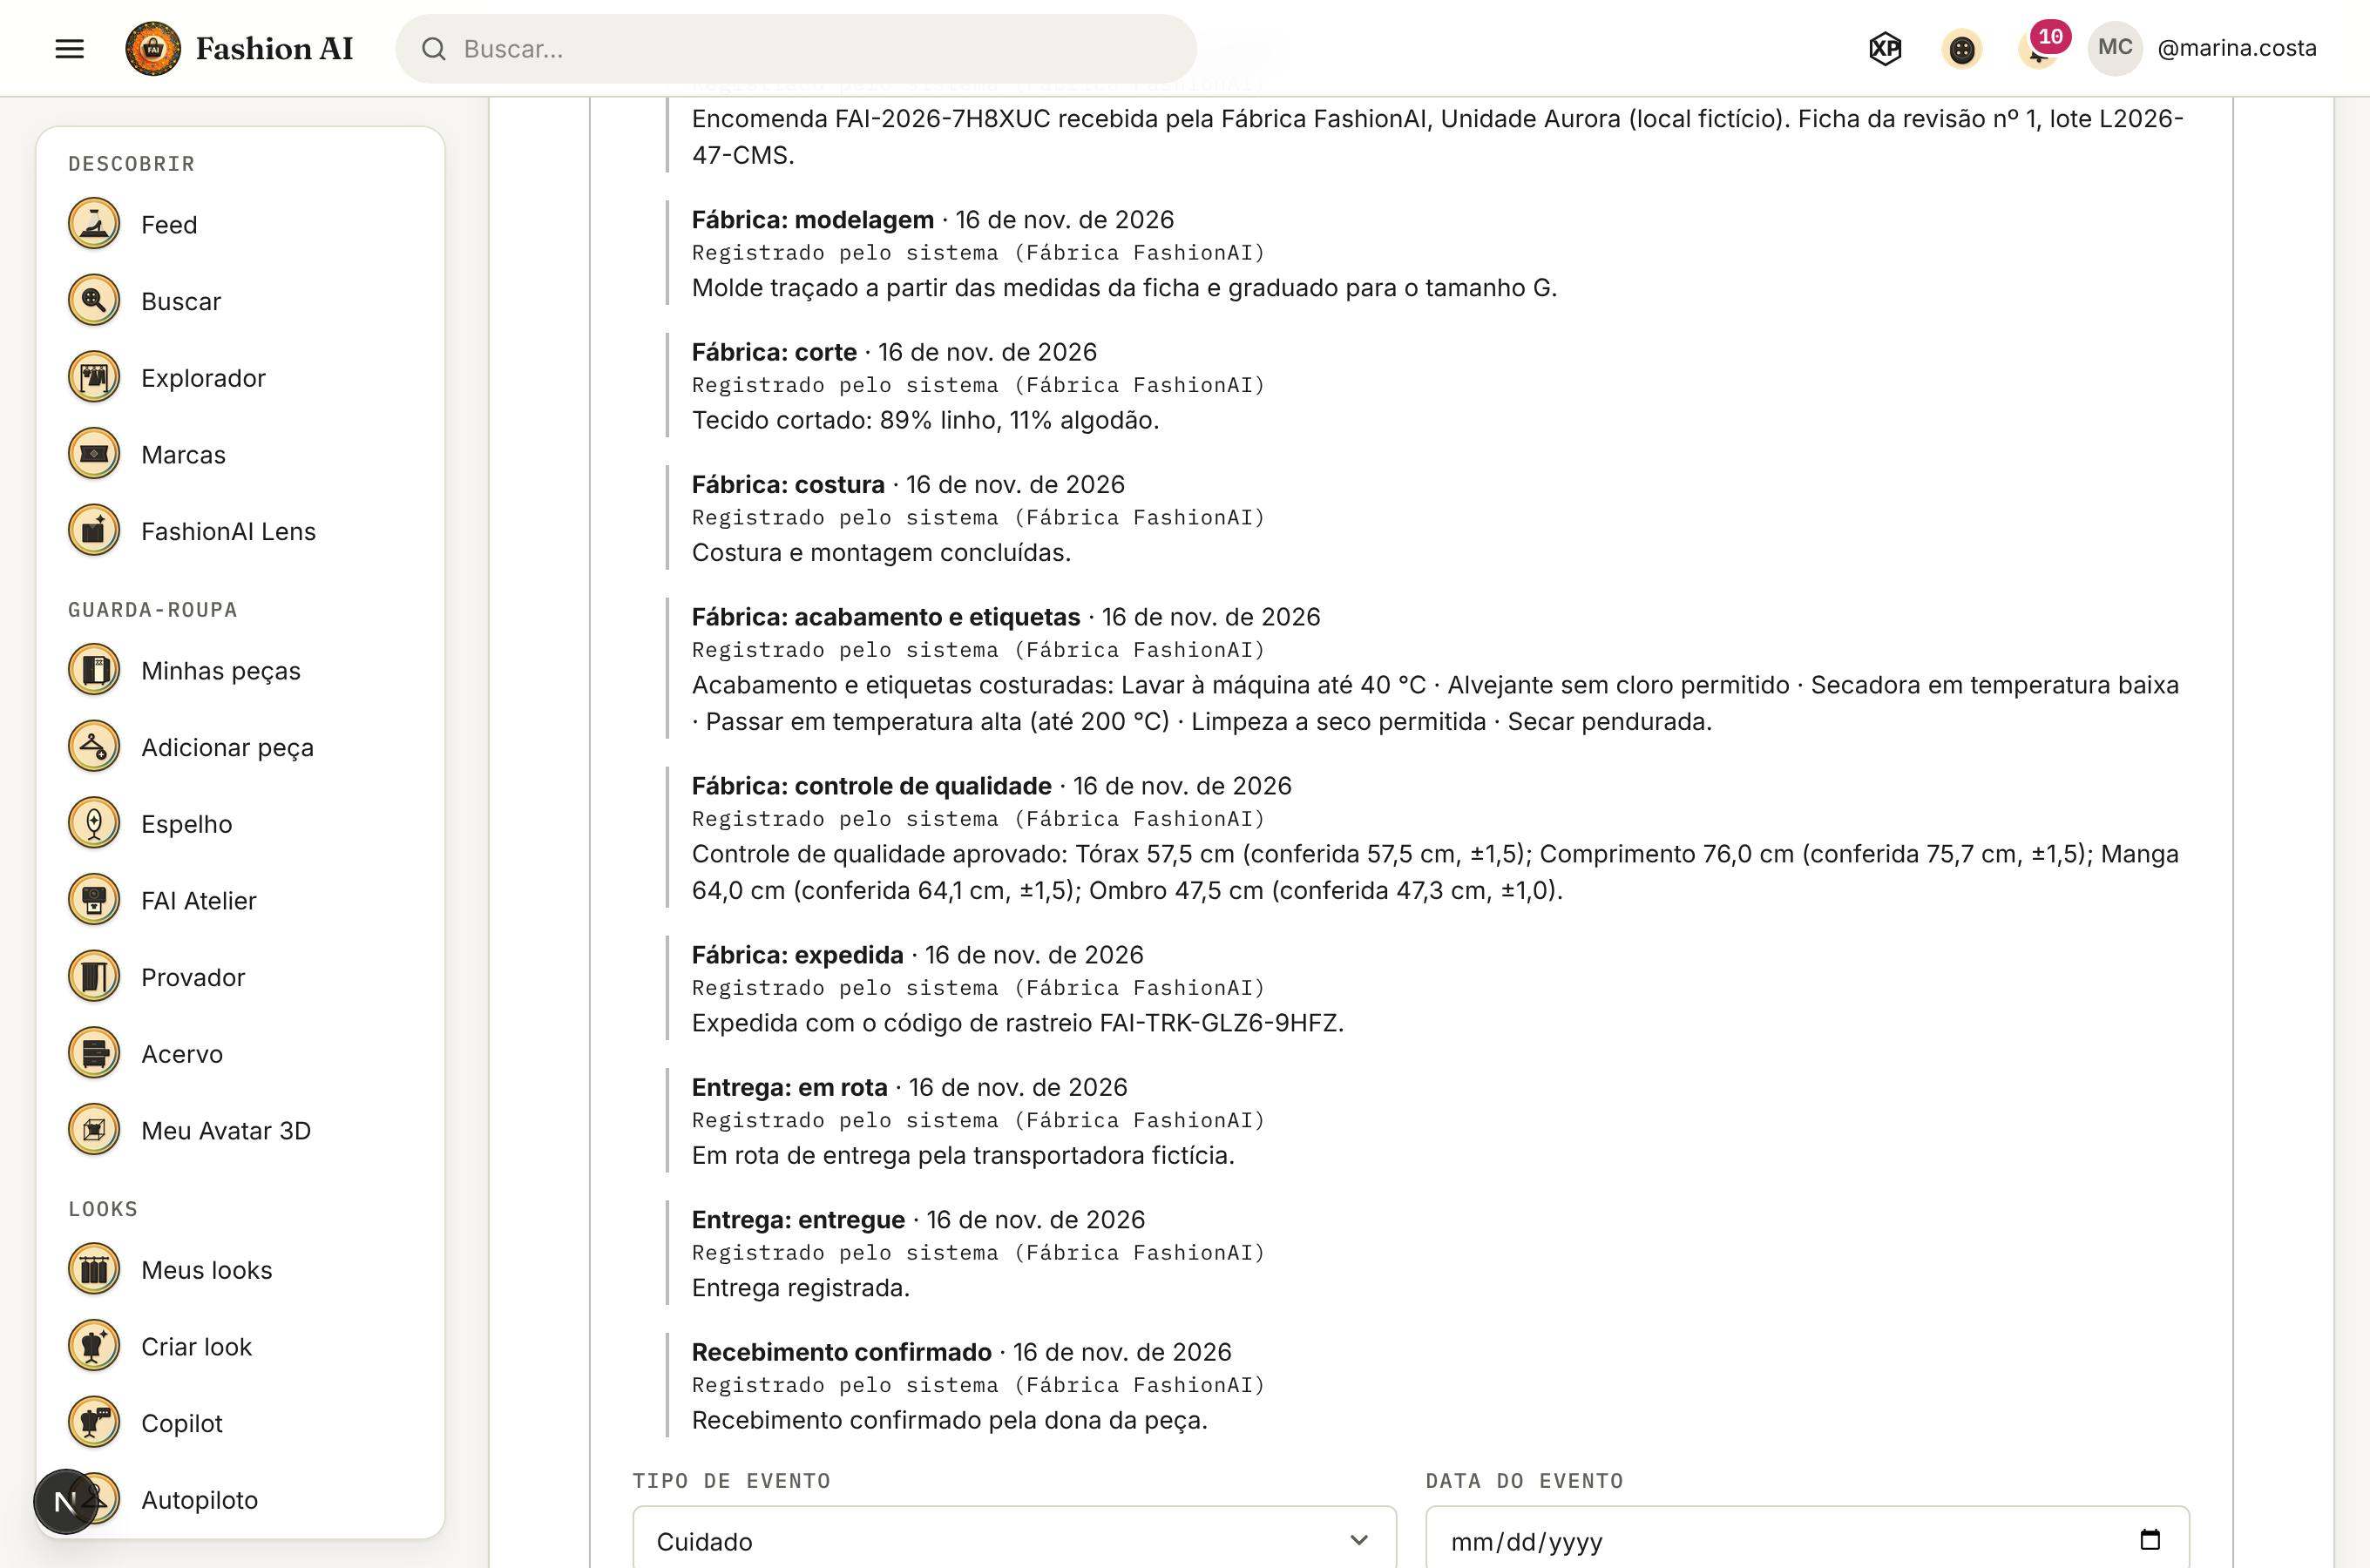 Fashion AI
Buscar...
XP
10
MC
@marina.costa
DESCOBRIR
Feed
Buscar
Explorador
Marcas
FashionAI Lens
GUARDA-ROUPA
Minhas peças
Adicionar peça
Espelho
FAI Atelier
Provador
Acervo
Meu Avatar 3D
LOOKS
Meus looks
Criar look
Copilot
Autopiloto
N
Encomenda FAI-2026-7H8XUC recebida pela Fábrica FashionAI, Unidade Aurora (local fictício). Ficha da revisão nº 1, lote L2026-
47-CMS.
Fábrica: modelagem · 16 de nov. de 2026
Registrado pelo sistema (Fábrica FashionAI)
Molde traçado a partir das medidas da ficha e graduado para o tamanho G.
Fábrica: corte · 16 de nov. de 2026
Registrado pelo sistema (Fábrica FashionAI)
Tecido cortado: 89% linho, 11% algodão.
Fábrica: costura · 16 de nov. de 2026
Registrado pelo sistema (Fábrica FashionAI)
Costura e montagem concluídas.
Fábrica: acabamento e etiquetas · 16 de nov. de 2026
Registrado pelo sistema (Fábrica FashionAI)
Acabamento e etiquetas costuradas: Lavar à máquina até 40 °C · Alvejante sem cloro permitido · Secadora em temperatura baixa
· Passar em temperatura alta (até 200 °C) · Limpeza a seco permitida · Secar pendurada.
Fábrica: controle de qualidade · 16 de nov. de 2026
Registrado pelo sistema (Fábrica FashionAI)
Controle de qualidade aprovado: Tórax 57,5 cm (conferida 57,5 cm, ±1,5); Comprimento 76,0 cm (conferida 75,7 cm, ±1,5); Manga
64,0 cm (conferida 64,1 cm, ±1,5); Ombro 47,5 cm (conferida 47,3 cm, ±1,0).
Fábrica: expedida · 16 de nov. de 2026
Registrado pelo sistema (Fábrica FashionAI)
Expedida com o código de rastreio FAI-TRK-GLZ6-9HFZ.
Entrega: em rota · 16 de nov. de 2026
Registrado pelo sistema (Fábrica FashionAI)
Em rota de entrega pela transportadora fictícia.
Entrega: entregue · 16 de nov. de 2026
Registrado pelo sistema (Fábrica FashionAI)
Entrega registrada.
Recebimento confirmado · 16 de nov. de 2026
Registrado pelo sistema (Fábrica FashionAI)
Recebimento confirmado pela dona da peça.
TIPO DE EVENTO
Cuidado
DATA DO EVENTO
mm/dd/yyyy